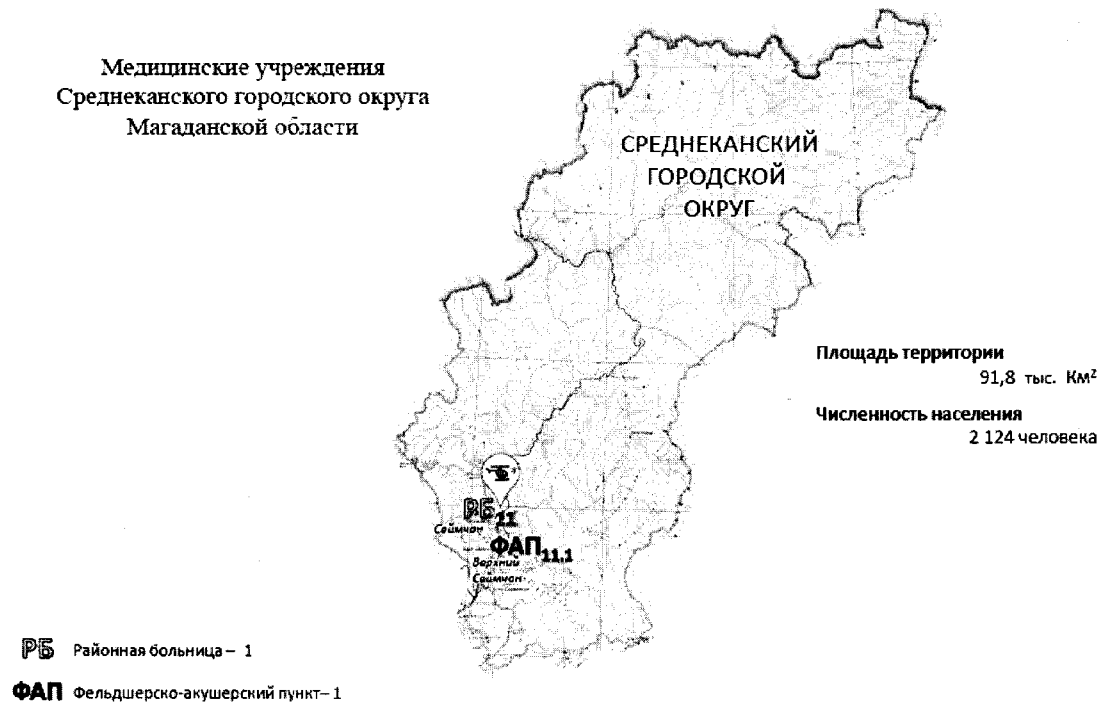 Медицинские учреждения
Среднеканского городского округа
Магаданской области
СРЕДНЕКАНСКИЙ
ГОРОДСКОЙ
ОКРУГ
Площадь территории
91,8 тыс. Км²
Численность населения
2 124 человека
РБ11
Сеймчан
ФАП11.1
Верхний
Сеймчан
РБ Районная больница – 1
ФАП Фельдшерско-акушерский пункт– 1